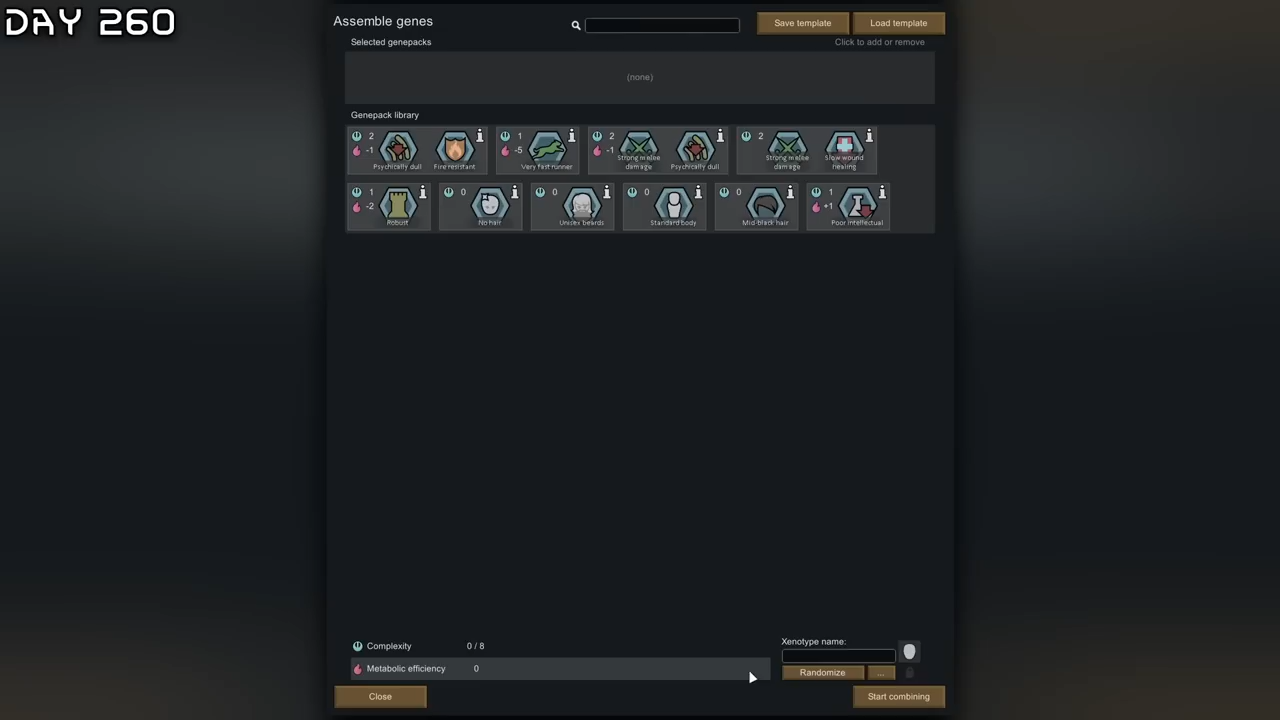 DAY 260
Assemble genes
Save template
Load template
Selected genepacks
Click to add or remove
(none)
Genepack library
2
-1
Psychically dull
Fire resistant
1
-5
Very fast runner
2
-1
Strong melee damage
Psychically dull
2
Strong melee damage
Slow wound healing
1
-2
Robust
0
No hair
0
Unisex beards
0
Standard body
0
Mid-black hair
1
+1
Poor intellectual
Complexity 0 / 8
Metabolic efficiency 0
Xenotype name:
Randomize
...
Close
Start combining